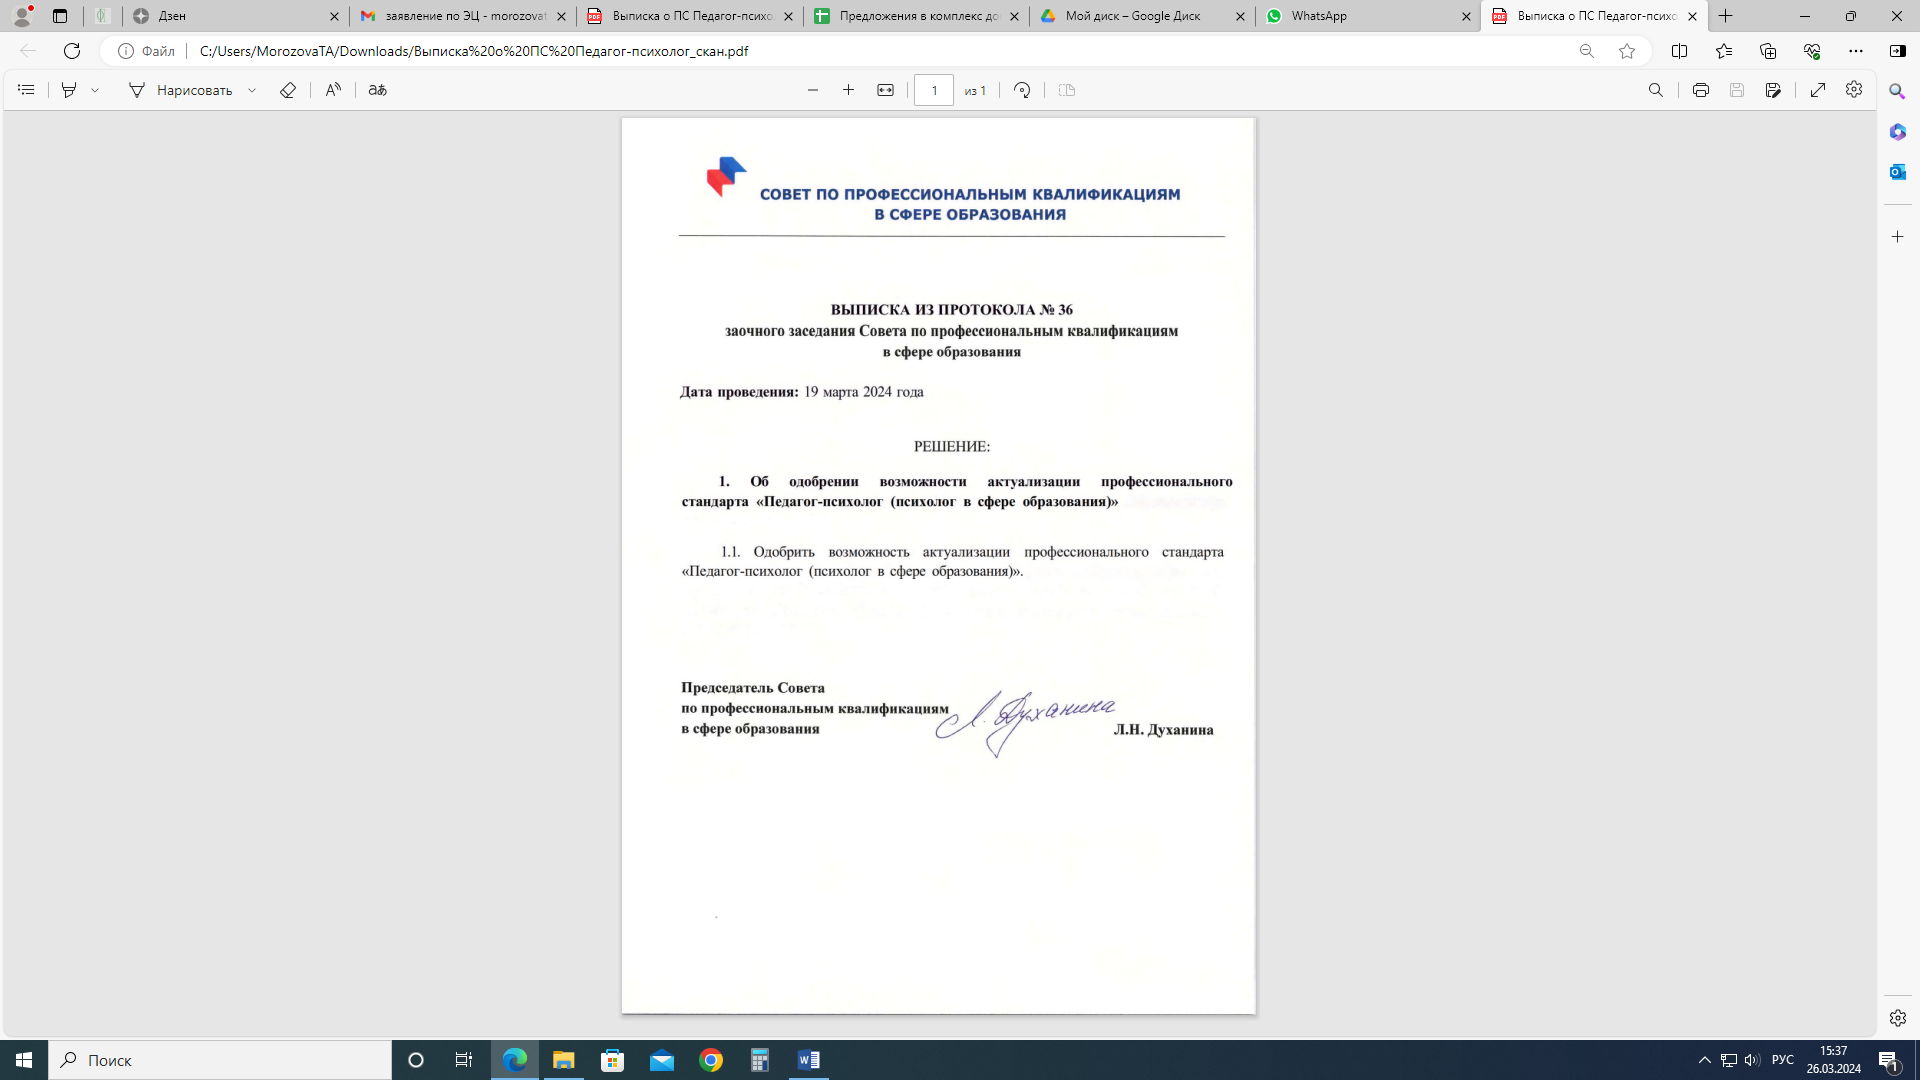 Дзен
заявление по ЭЦ - morozovat
Выписка о ПС Педагог-психо
Предложения в комплекс до
Мой диск – Google Диск
WhatsApp
Выписка о ПС Педагог-психо
Файл
C:/Users/MorozovaTA/Downloads/Выписка%20о%20ПС%20Педагог-психолог_скан.pdf
Нарисовать
1
из 1
СОВЕТ ПО ПРОФЕССИОНАЛЬНЫМ КВАЛИФИКАЦИЯМ
В СФЕРЕ ОБРАЗОВАНИЯ
ВЫПИСКА ИЗ ПРОТОКОЛА № 36
заочного заседания Совета по профессиональным квалификациям
в сфере образования
Дата проведения: 19 марта 2024 года
РЕШЕНИЕ:
1. Об одобрении возможности актуализации профессионального
стандарта «Педагог-психолог (психолог в сфере образования)»
1.1. Одобрить возможность актуализации профессионального стандарта
«Педагог-психолог (психолог в сфере образования)».
Председатель Совета
по профессиональным квалификациям
в сфере образования
Л. Духанина
Л.Н. Духанина
Поиск
РУС
15:37
26.03.2024
1